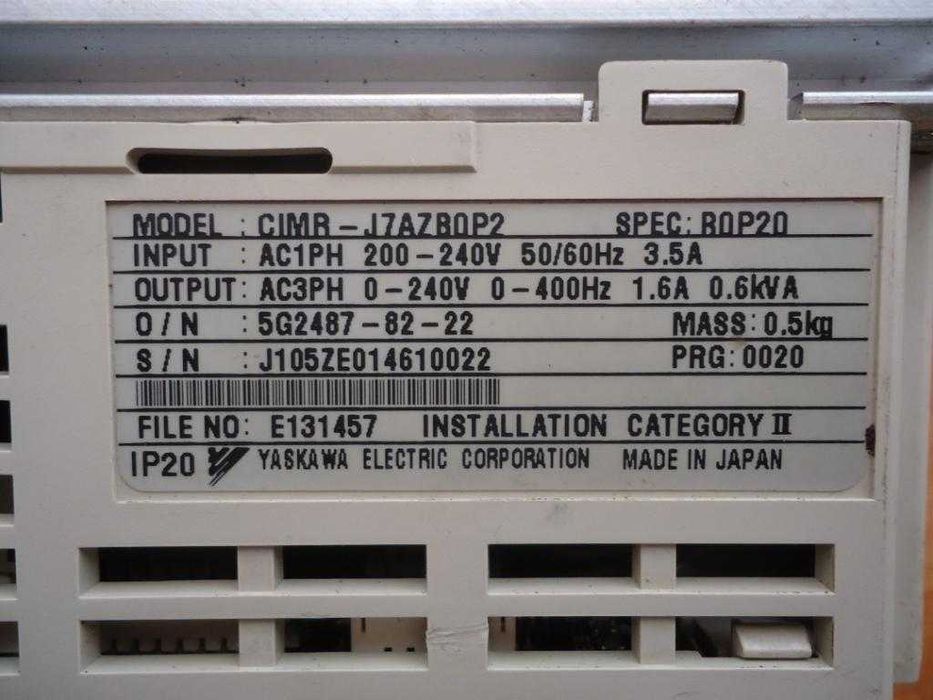 MODEL : CIMR-J7AZB0P2 SPEC: B0P20
INPUT : AC1PH 200-240V 50/60Hz 3.5A
OUTPUT: AC3PH 0-240V 0-400Hz 1.6A 0.6kVA
O/N : 5G2487-82-22 MASS: 0.5kg
S/N : J105ZE014610022 PRG: 0020
FILE NO: E131457 INSTALLATION CATEGORY II
IP20 YASKAWA ELECTRIC CORPORATION MADE IN JAPAN